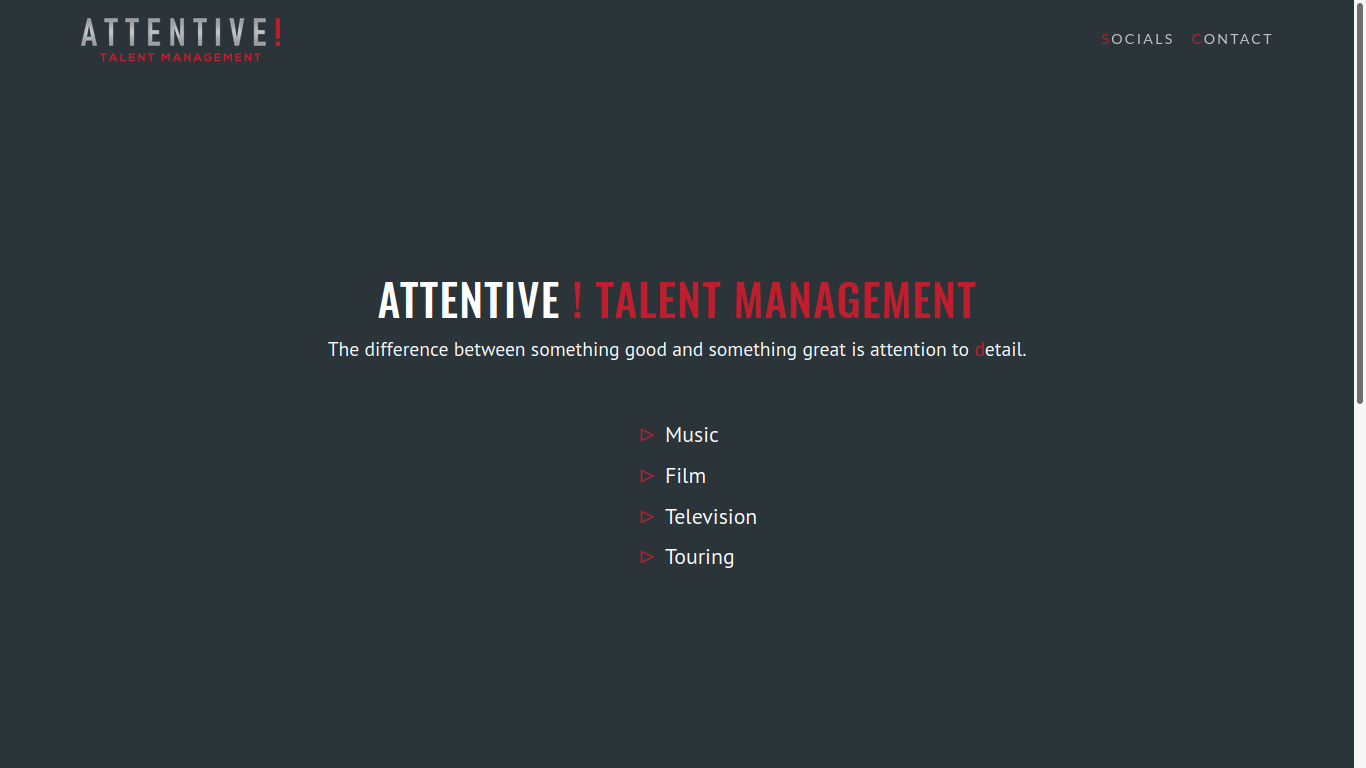 ATTENTIVE!
TALENT MANAGEMENT
SOCIALS CONTACT
ATTENTIVE ! TALENT MANAGEMENT
The difference between something good and something great is attention to detail.
Music
Film
Television
Touring